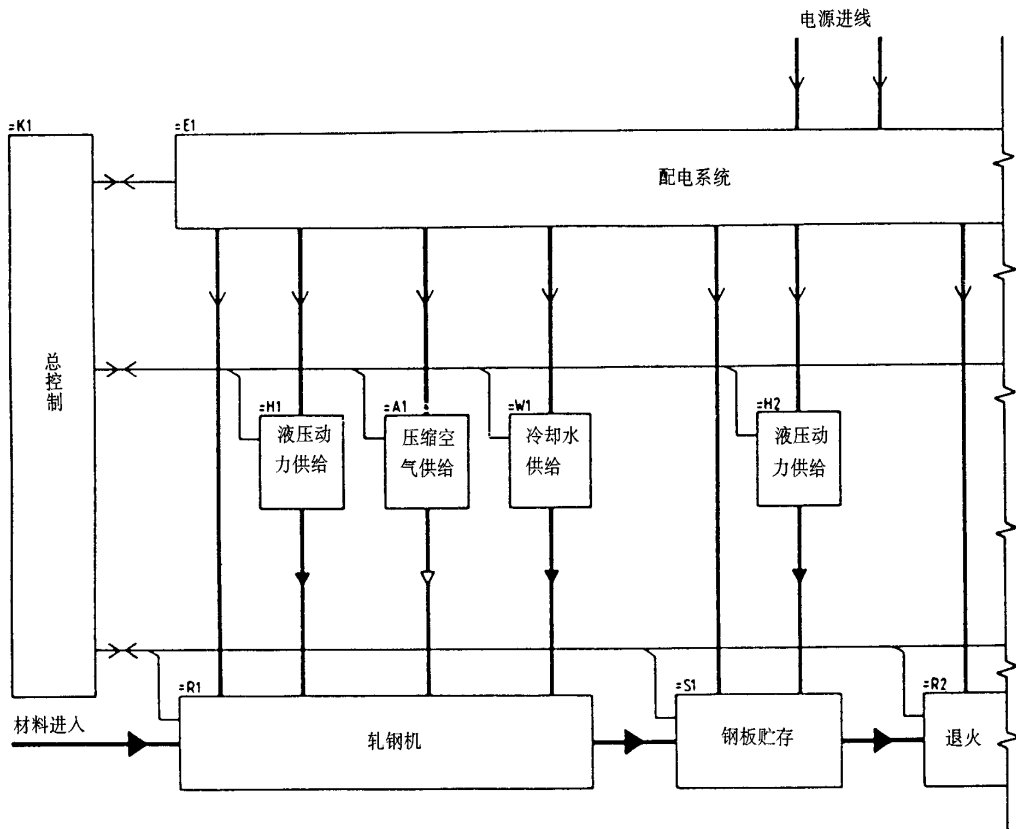 电源进线
=K1
=E1
配电系统
总控制
=H1
液压动
力供给
=A1
压缩空
气供给
=W1
冷却水
供给
=H2
液压动
力供给
=R1
轧钢机
=S1
钢板贮存
=R2
退火
材料进入